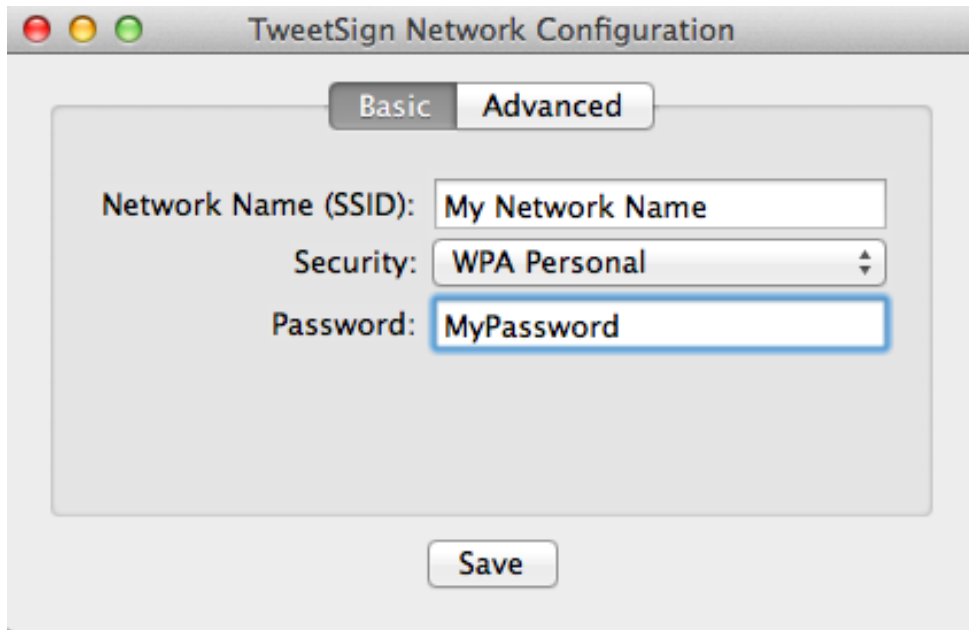 TweetSign Network Configuration
Basic Advanced
Network Name (SSID): My Network Name
Security: WPA Personal
Password: MyPassword
Save